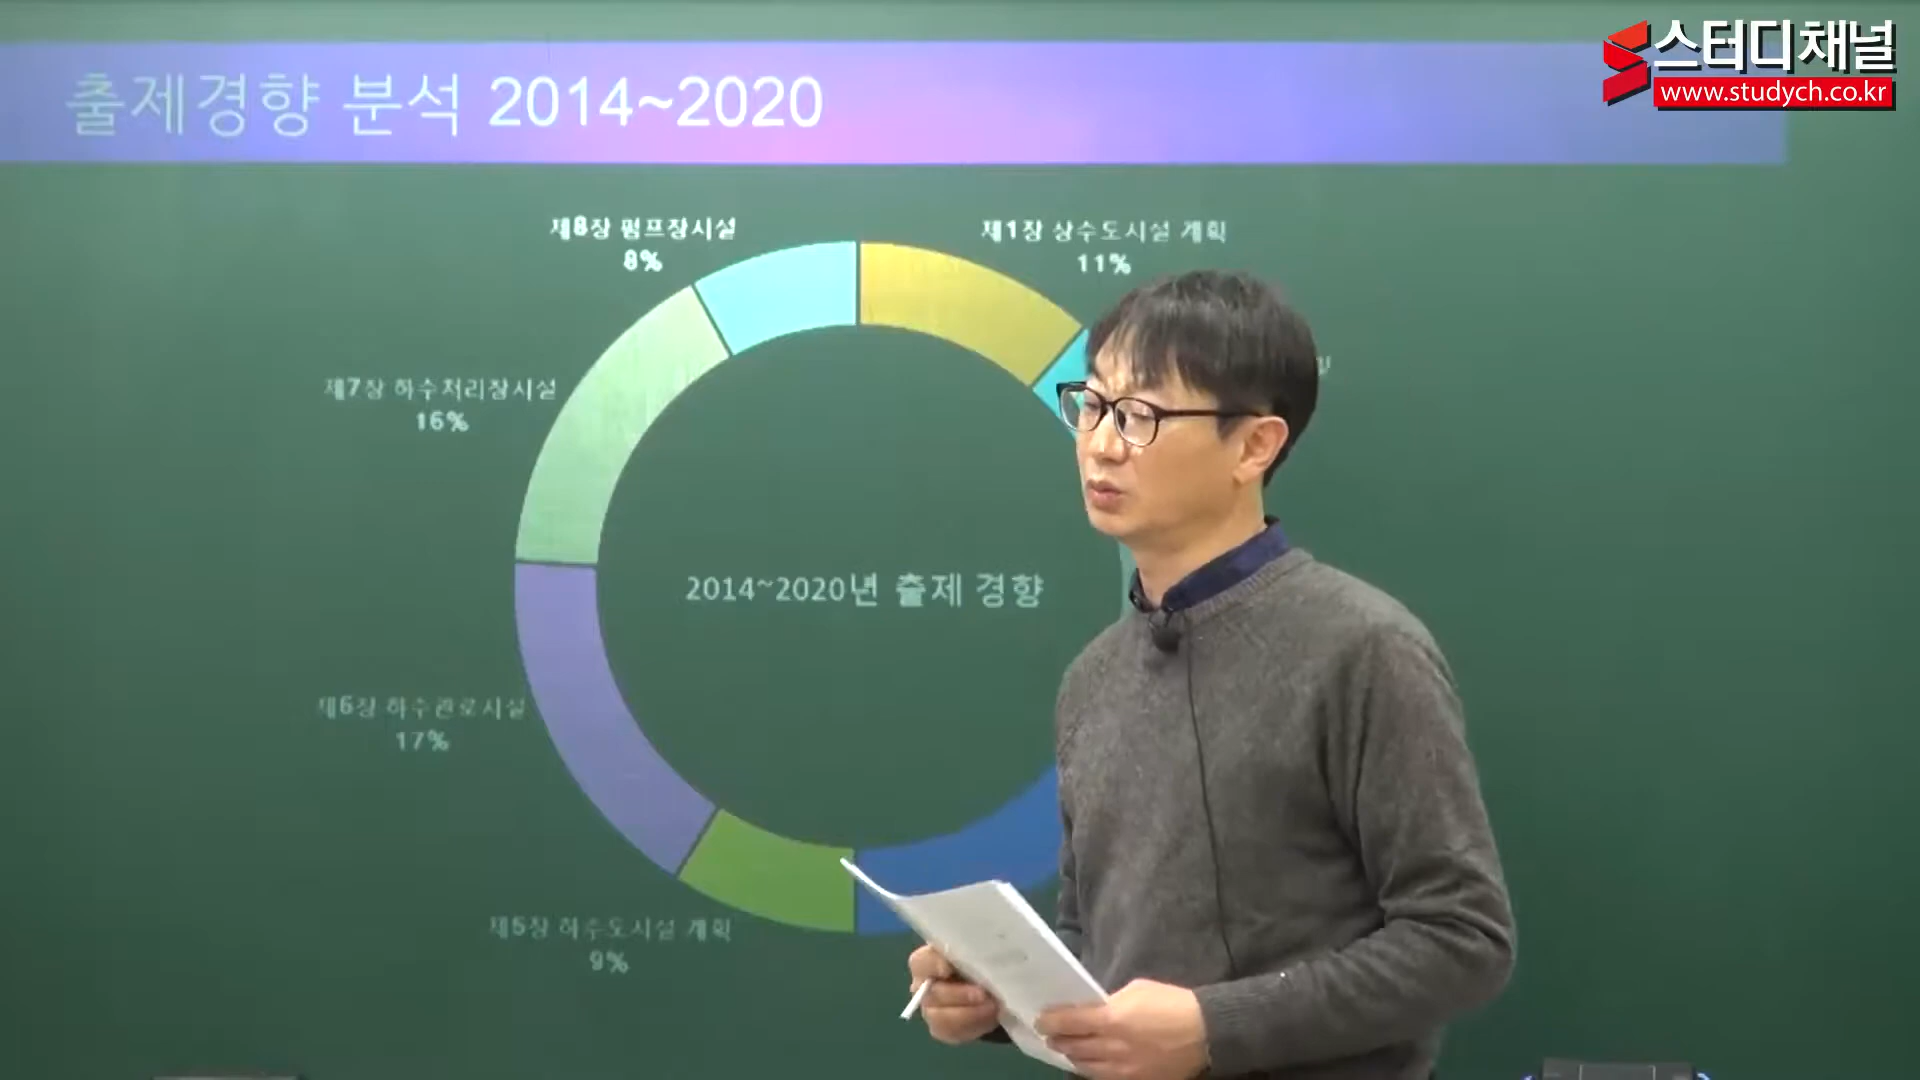 스터디채널
www.studych.co.kr
출제경향 분석 2014~2020
제8장 펌프장시설
8%
제1장 상수도시설 계획
11%
제7장 하수처리장시설
16%
2014~2020년 출제 경향
제6장 하수관로시설
17%
제5장 하수도시설 계획
9%